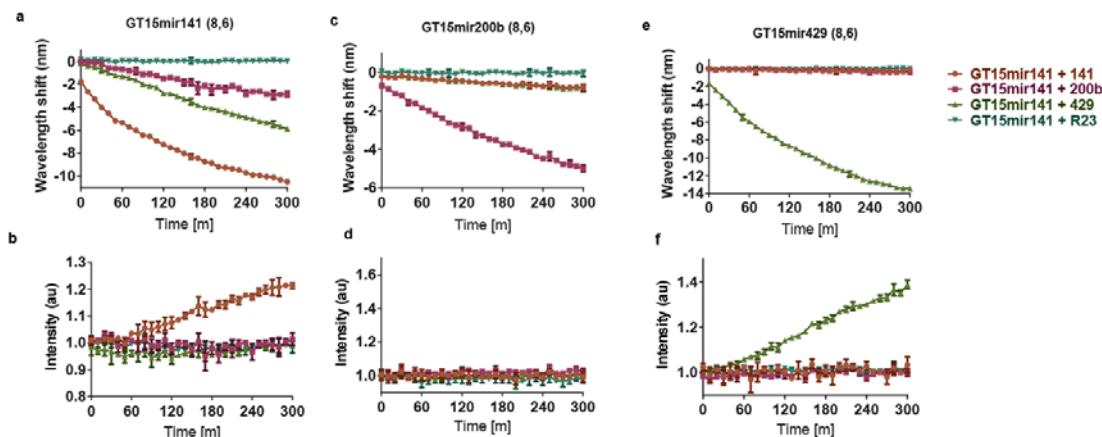 a
GT15mir141 (8,6)
Wavelength shift (nm)
0
-2
-4
-6
-8
-10
0 60 120 180 240 300
Time [m]
c
GT15mir200b (8,6)
Wavelength shift (nm)
2
0
-2
-4
-6
0 60 120 180 240 300
Time [m]
e
GT15mir429 (8,6)
Wavelength shift (nm)
0
-2
-4
-6
-8
-10
-12
-14
0 60 120 180 240 300
Time [m]
GT15mir141 + 141
GT15mir141 + 200b
GT15mir141 + 429
GT15mir141 + R23
b
Intensity (au)
1.3
1.2
1.1
1.0
0.9
0.8
0 60 120 180 240 300
Time [m]
d
Intensity (au)
1.6
1.4
1.2
1.0
0 60 120 180 240 300
Time [m]
f
Intensity (au)
1.4
1.2
1.0
0 60 120 180 240 300
Time [m]